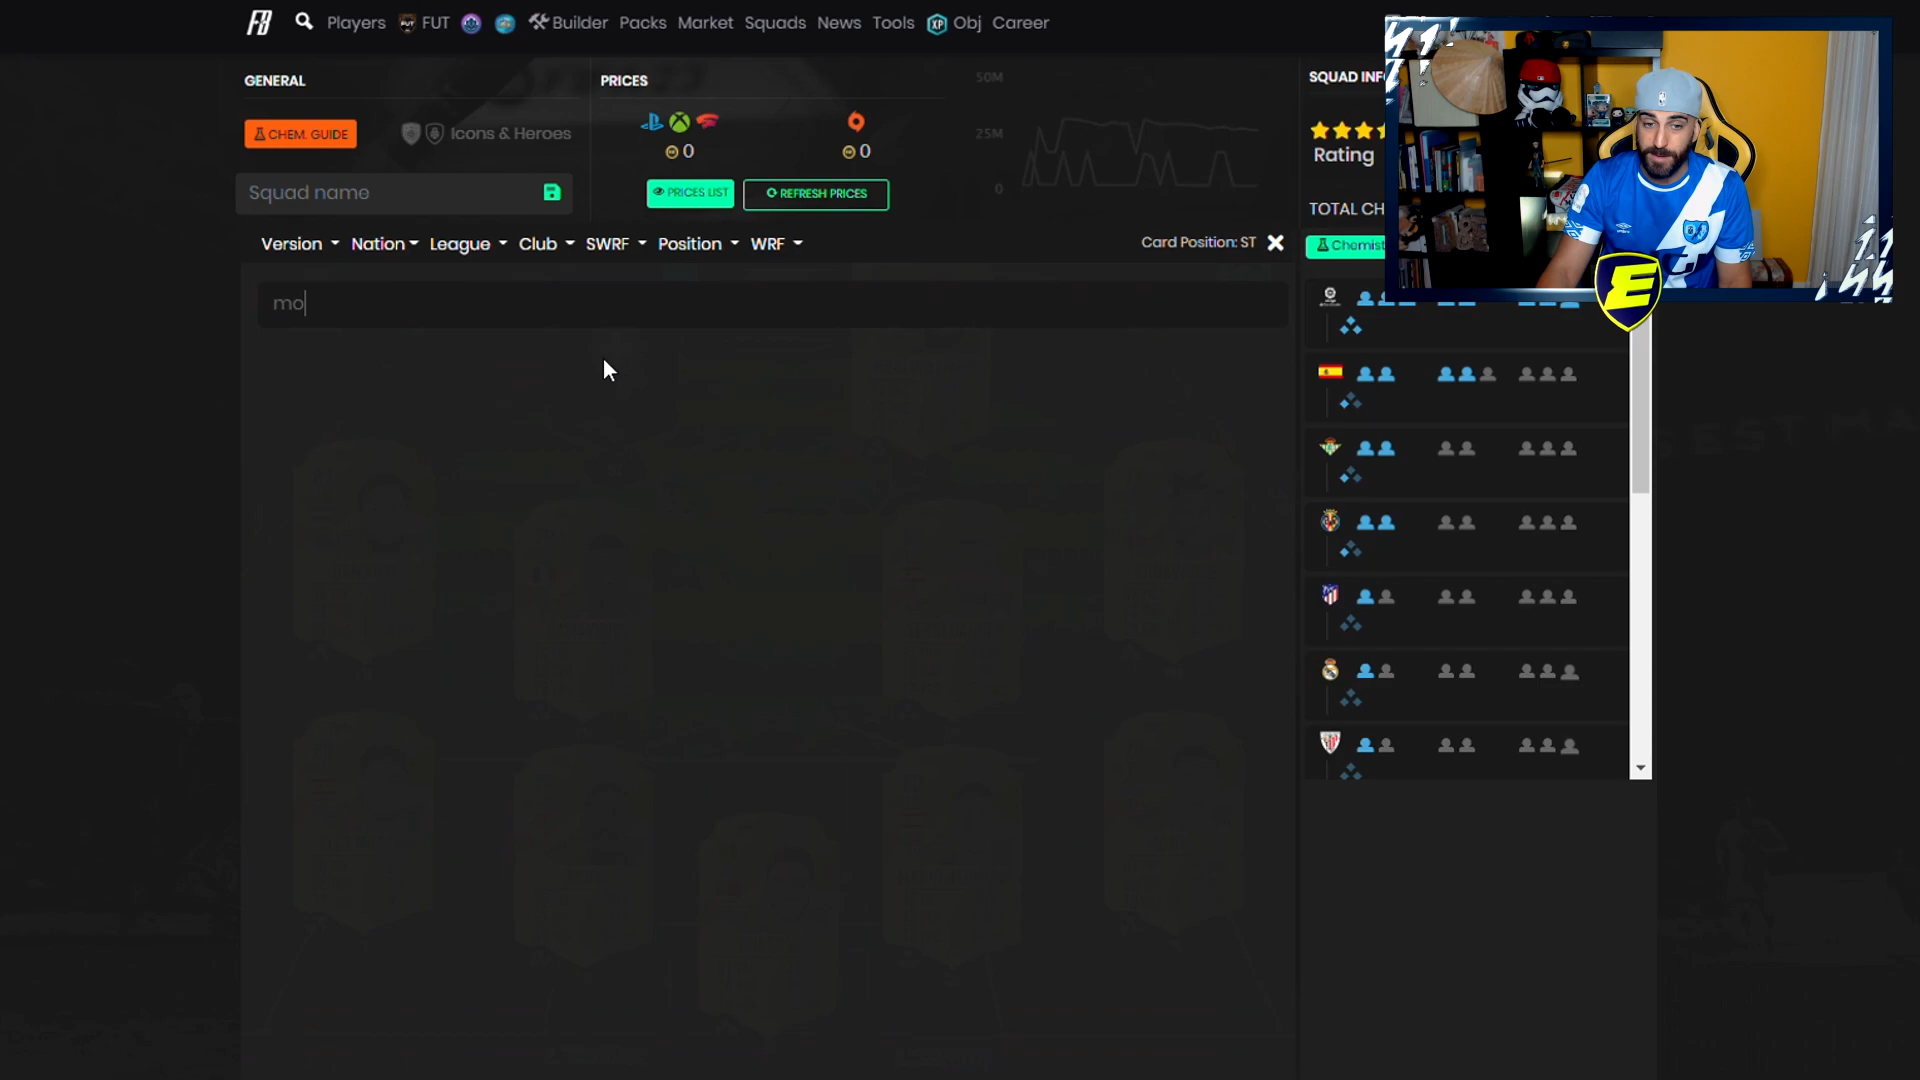 Players FUT Builder Packs Market Squads News Tools XP Obj Career
GENERAL
CHEM. GUIDE
Icons & Heroes
Squad name
PRICES
0
0
PRICES LIST
REFRESH PRICES
50M
25M
0
SQUAD INF
Rating
TOTAL CH
Chemist
Version Nation League Club SWRF Position WRF
Card Position: ST
mo
E